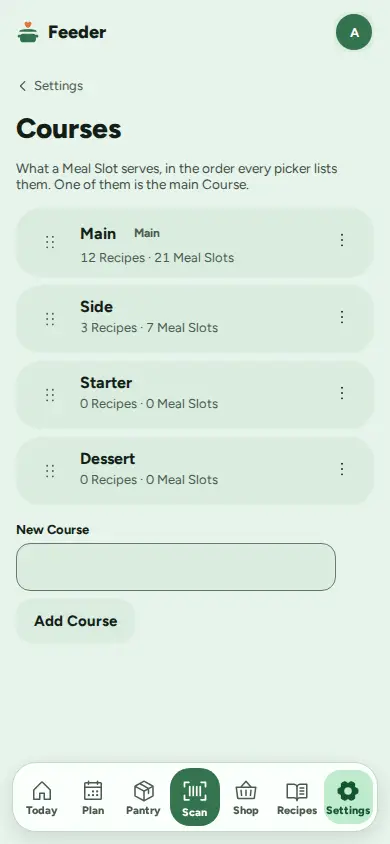 Feeder
A
Settings
Courses
What a Meal Slot serves, in the order every picker lists
them. One of them is the main Course.
Main Main
12 Recipes · 21 Meal Slots
Side
3 Recipes · 7 Meal Slots
Starter
0 Recipes · 0 Meal Slots
Dessert
0 Recipes · 0 Meal Slots
New Course
Add Course
Today Plan Pantry Scan Shop Recipes Settings